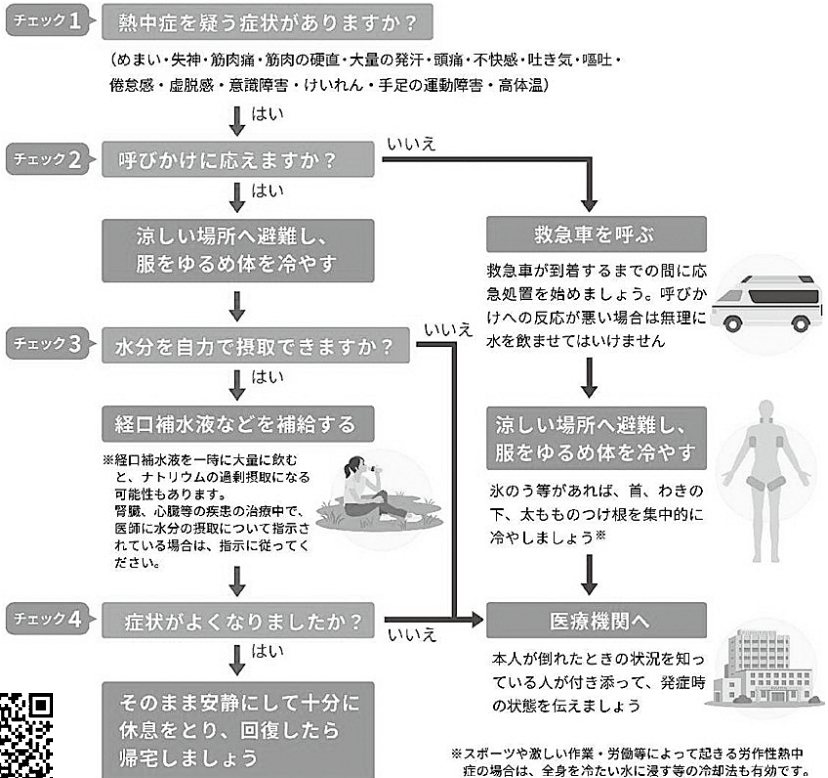 チェック1
熱中症を疑う症状がありますか？
（めまい・失神・筋肉痛・筋肉の硬直・大量の発汗・頭痛・不快感・吐き気・嘔吐・
倦怠感・虚脱感・意識障害・けいれん・手足の運動障害・高体温）
はい
チェック2
呼びかけに応えますか？
いいえ
はい
涼しい場所へ避難し、
服をゆるめ体を冷やす
チェック3
水分を自力で摂取できますか？
いいえ
はい
経口補水液などを補給する
※経口補水液を一時に大量に飲む
と、ナトリウムの過剰摂取になる
可能性もあります。
腎臓、心臓等の疾患の治療中で、
医師に水分の摂取について指示さ
れている場合は、指示に従ってく
ださい。
チェック4
症状がよくなりましたか？
いいえ
はい
そのまま安静にして十分に
休息をとり、回復したら
帰宅しましょう
救急車を呼ぶ
救急車が到着するまでの間に応
急処置を始めましょう。呼びか
けへの反応が悪い場合は無理に
水を飲ませてはいけません
涼しい場所へ避難し、
服をゆるめ体を冷やす
氷のう等があれば、首、わきの
下、太もものつけ根を集中的に
冷やしましょう※
医療機関へ
本人が倒れたときの状況を知っ
ている人が付き添って、発症時
の状態を伝えましょう
※スポーツや激しい作業・労働等によって起きる労作性熱中
症の場合は、全身を冷たい水に浸す等の冷却法も有効です。